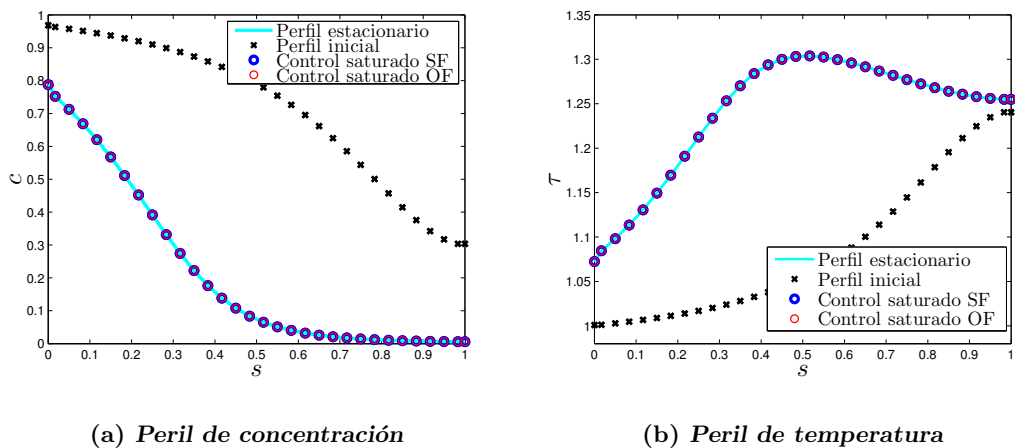 1
0.9
0.8
0.7
0.6
0.5
0.4
0.3
0.2
0.1
0
c
0 0.1 0.2 0.3 0.4 0.5 0.6 0.7 0.8 0.9 1
s
Perfil estacionario
Perfil inicial
Control saturado SF
Control saturado OF
(a) Peril de concentración
1.35
1.3
1.25
1.2
1.15
1.1
1.05
1
τ
0 0.1 0.2 0.3 0.4 0.5 0.6 0.7 0.8 0.9 1
s
Perfil estacionario
Perfil inicial
Control saturado SF
Control saturado OF
(b) Peril de temperatura